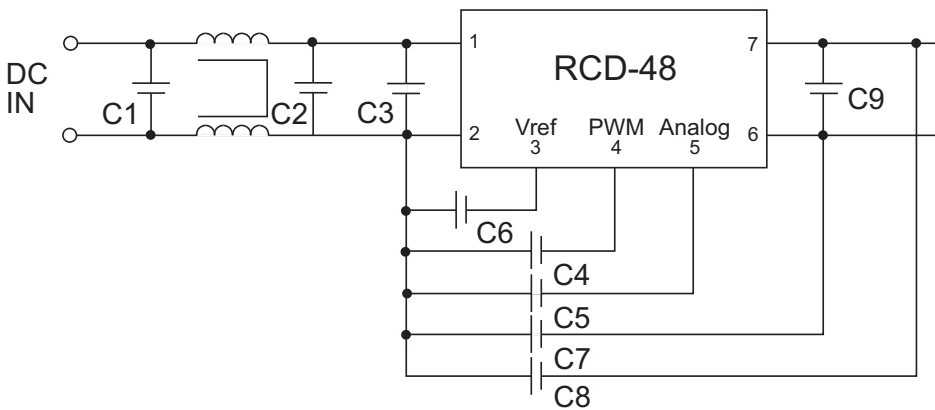 DC
IN
C1
C2
C3
1
2
RCD-48
7
6
Vref
3
PWM
4
Analog
5
C9
C6
C4
C5
C7
C8